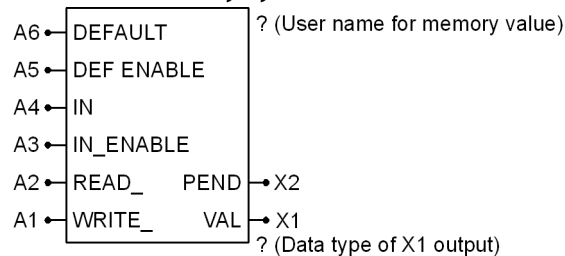 A6 DEFAULT ? (User name for memory value)
A5 DEF ENABLE
A4 IN
A3 IN_ENABLE
A2 READ_ PEND X2
A1 WRITE_ VAL X1
? (Data type of X1 output)